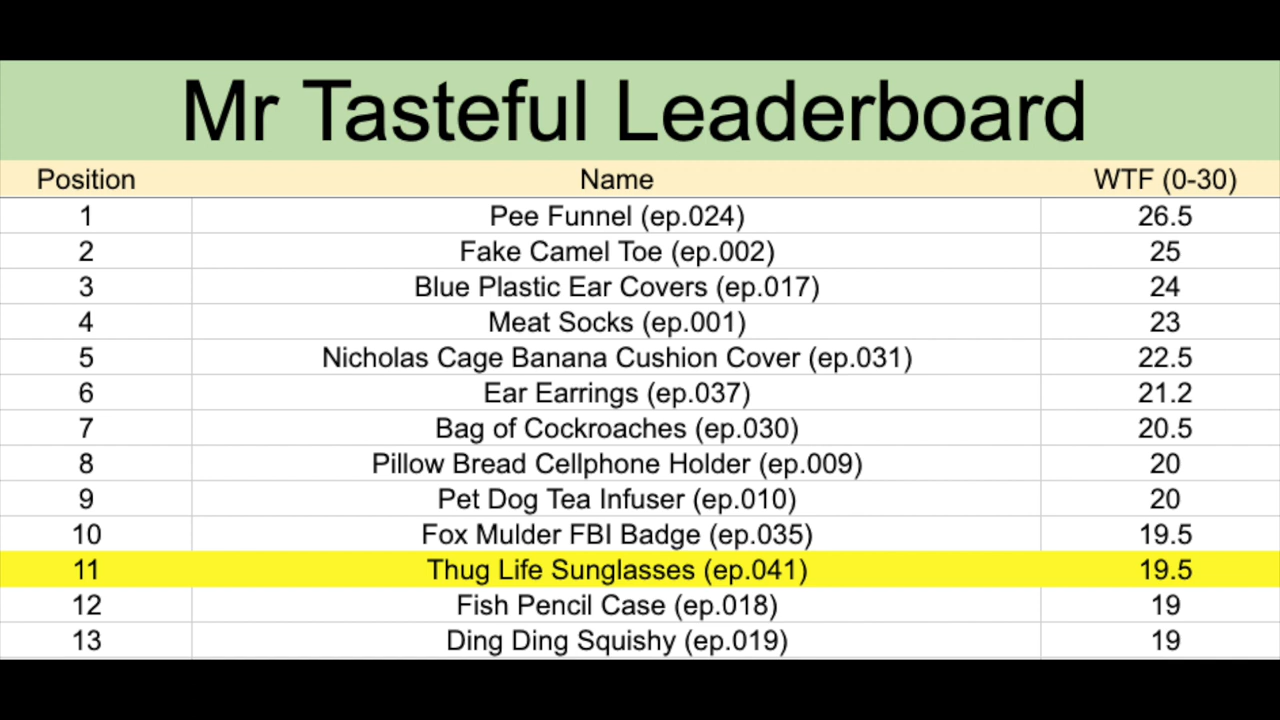 Mr Tasteful Leaderboard
Position Name WTF (0-30)
1 Pee Funnel (ep.024) 26.5
2 Fake Camel Toe (ep.002) 25
3 Blue Plastic Ear Covers (ep.017) 24
4 Meat Socks (ep.001) 23
5 Nicholas Cage Banana Cushion Cover (ep.031) 22.5
6 Ear Earrings (ep.037) 21.2
7 Bag of Cockroaches (ep.030) 20.5
8 Pillow Bread Cellphone Holder (ep.009) 20
9 Pet Dog Tea Infuser (ep.010) 20
10 Fox Mulder FBI Badge (ep.035) 19.5
11 Thug Life Sunglasses (ep.041) 19.5
12 Fish Pencil Case (ep.018) 19
13 Ding Ding Squishy (ep.019) 19